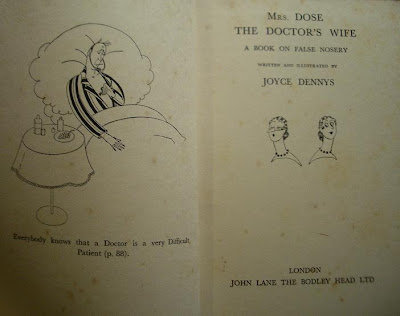 Everybody knows that a Doctor is a very Difficult
Patient (p. 88).
MRS. DOSE
THE DOCTOR'S WIFE
A BOOK ON FALSE NOSERY
WRITTEN AND ILLUSTRATED BY
JOYCE DENNYS
LONDON
JOHN LANE THE BODLEY HEAD LTD